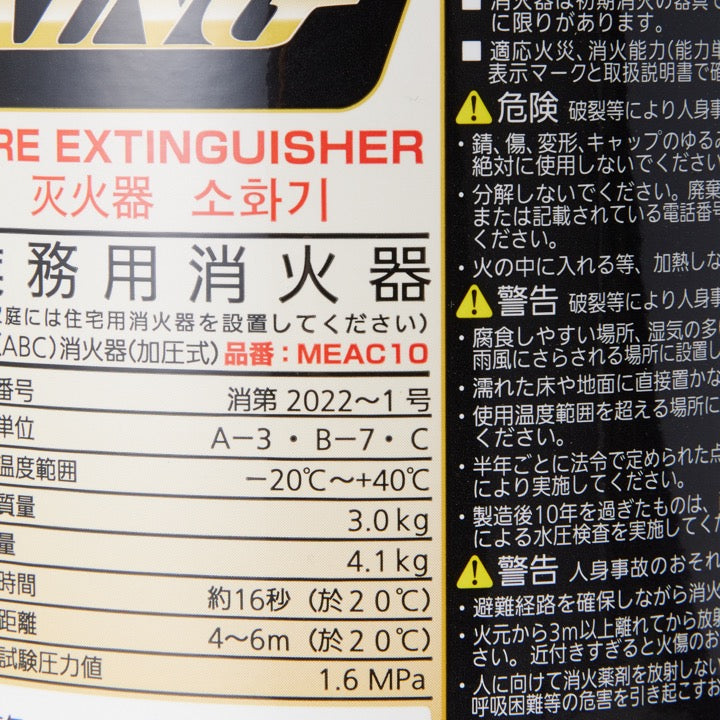 RE EXTINGUISHER
灭火器 소화기
務用消火器
庭には住宅用消火器を設置してください)
(ABC)消火器(加圧式) 品番:MEAC10
番号 消第2022〜1号
単位 A−3・B−7・C
温度範囲 −20℃〜+40℃
質量 3.0kg
量 4.1kg
時間 約16秒(於20℃)
距離 4〜6m(於20℃)
試験圧力値 1.6 MPa
■ 消火器は初期消火の器具で
に限りがあります。
■ 適応火災、消火能力(能力単
表示マークと取扱説明書で確
危険 破裂等により人身事
・錆、傷、変形、キャップのゆるみ
絶対に使用しないでください
・分解しないでください。廃棄
または記載されている電話番号
ください。
・火の中に入れる等、加熱しな
警告 破裂等により人身事
・腐食しやすい場所、湿気の多
雨風にさらされる場所に設置し
・濡れた床や地面に直接置かな
・使用温度範囲を超える場所に
ください。
・半年ごとに法令で定められた点
により実施してください。
・製造後10年を過ぎたものは、
による水圧検査を実施してく
警告 人身事故のおそれ
・避難経路を確保しながら消火
・火元から3m以上離れてから放射
さい。近付きすぎると火傷のお
・人に向けて消火薬剤を放射しない
呼吸困難等の危害を引き起こすお